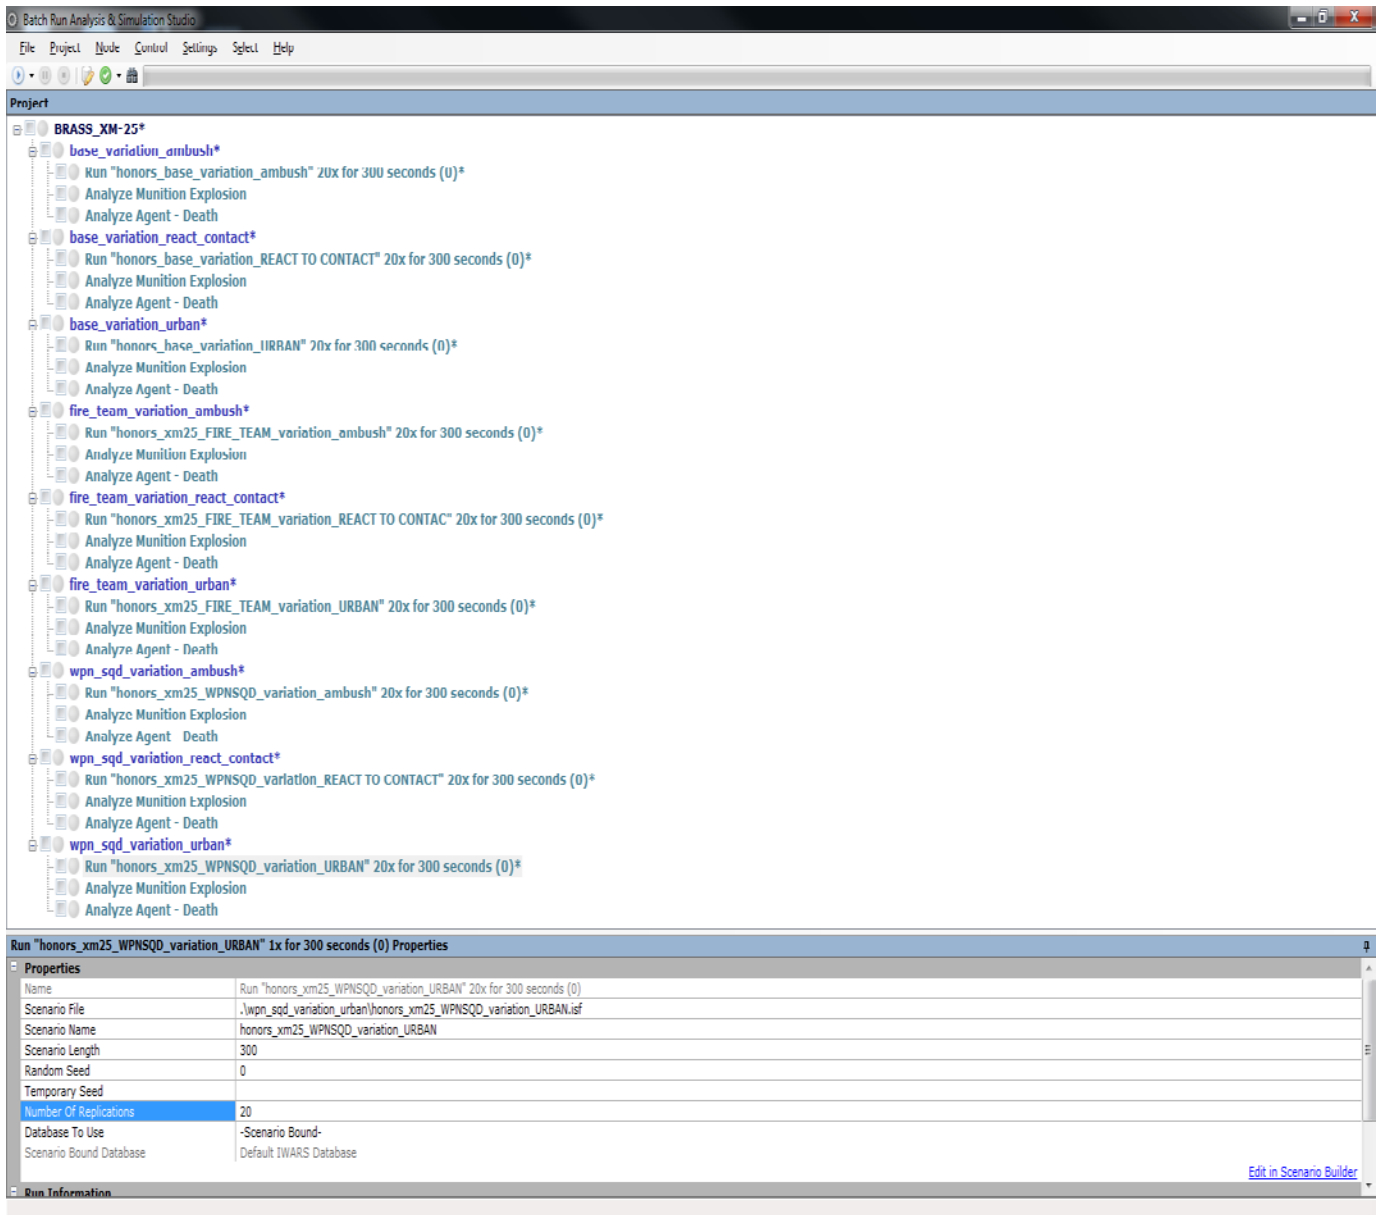 Batch Run Analysis & Simulation Studio
File Project Node Control Settings Select Help
Project
BRASS_XM-25*
base_variation_ambush*
Run "honors_base_variation_ambush" 20x for 300 seconds (0)*
Analyze Munition Explosion
Analyze Agent - Death
base_variation_react_contact*
Run "honors_base_variation_REACT TO CONTACT" 20x for 300 seconds (0)*
Analyze Munition Explosion
Analyze Agent - Death
base_variation_urban*
Run "honors_base_variation_URBAN" 20x for 300 seconds (0)*
Analyze Munition Explosion
Analyze Agent - Death
fire_team_variation_ambush*
Run "honors_xm25_FIRE_TEAM_variation_ambush" 20x for 300 seconds (0)*
Analyze Munition Explosion
Analyze Agent - Death
fire_team_variation_react_contact*
Run "honors_xm25_FIRE_TEAM_variation_REACT TO CONTAC" 20x for 300 seconds (0)*
Analyze Munition Explosion
Analyze Agent - Death
fire_team_variation_urban*
Run "honors_xm25_FIRE_TEAM_variation_URBAN" 20x for 300 seconds (0)*
Analyze Munition Explosion
Analyze Agent - Death
wpn_sqd_variation_ambush*
Run "honors_xm25_WPNSQD_variation_ambush" 20x for 300 seconds (0)*
Analyze Munition Explosion
Analyze Agent Death
wpn_sqd_variation_react_contact*
Run "honors_xm25_WPNSQD_variation_REACT TO CONTACT" 20x for 300 seconds (0)*
Analyze Munition Explosion
Analyze Agent - Death
wpn_sqd_variation_urban*
Run "honors_xm25_WPNSQD_variation_URBAN" 20x for 300 seconds (0)*
Analyze Munition Explosion
Analyze Agent - Death
Run "honors_xm25_WPNSQD_variation_URBAN" 1x for 300 seconds (0) Properties
Properties
Name Run "honors_xm25_WPNSQD_variation_URBAN" 20x for 300 seconds (0)
Scenario File .\wpn_sqd_variation_urban\honors_xm25_WPNSQD_variation_URBAN.isf
Scenario Name honors_xm25_WPNSQD_variation_URBAN
Scenario Length 300
Random Seed 0
Temporary Seed
Number Of Replications 20
Database To Use -Scenario Bound-
Scenario Bound Database Default IWARS Database
Edit in Scenario Builder
Run Information